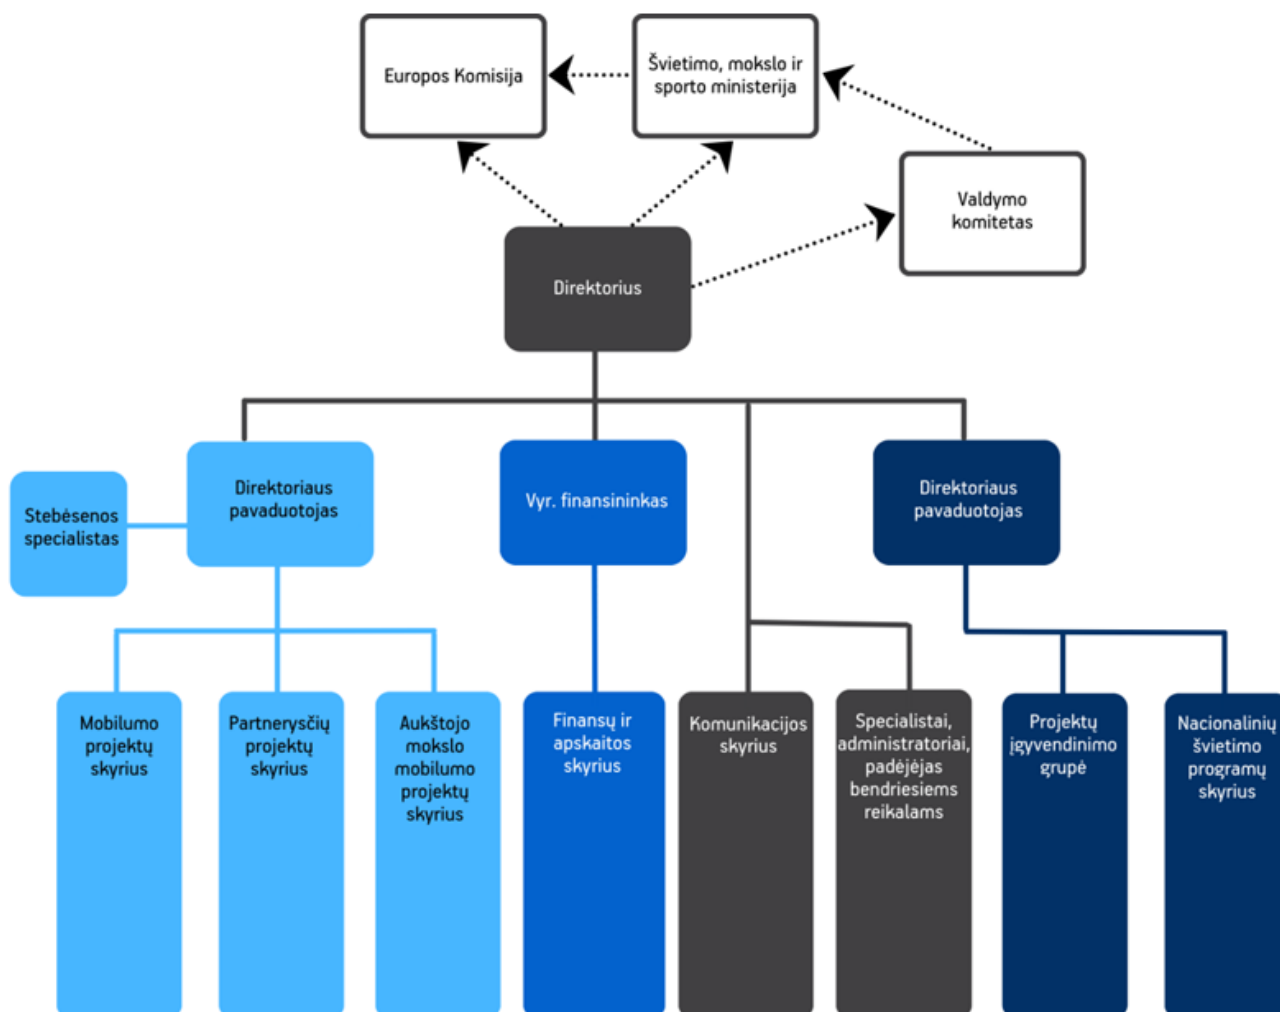 Europos Komisija
Švietimo, mokslo ir
sporto ministerija
Valdymo
komitetas
Direktorius
Stebėsenos
specialistas
Direktoriaus
pavaduotojas
Vyr. finansininkas
Direktoriaus
pavaduotojas
Mobilumo
projektų
skyrius
Partnerysčių
projektų
skyrius
Aukštojo
mokslo
mobilumo
projektų
skyrius
Finansų ir
apskaitos
skyrius
Komunikacijos
skyrius
Specialistai,
administratoriai,
padėjėjas
bendriesiems
reikalams
Projektų
įgyvendinimo
grupė
Nacionalinių
švietimo
programų
skyrius